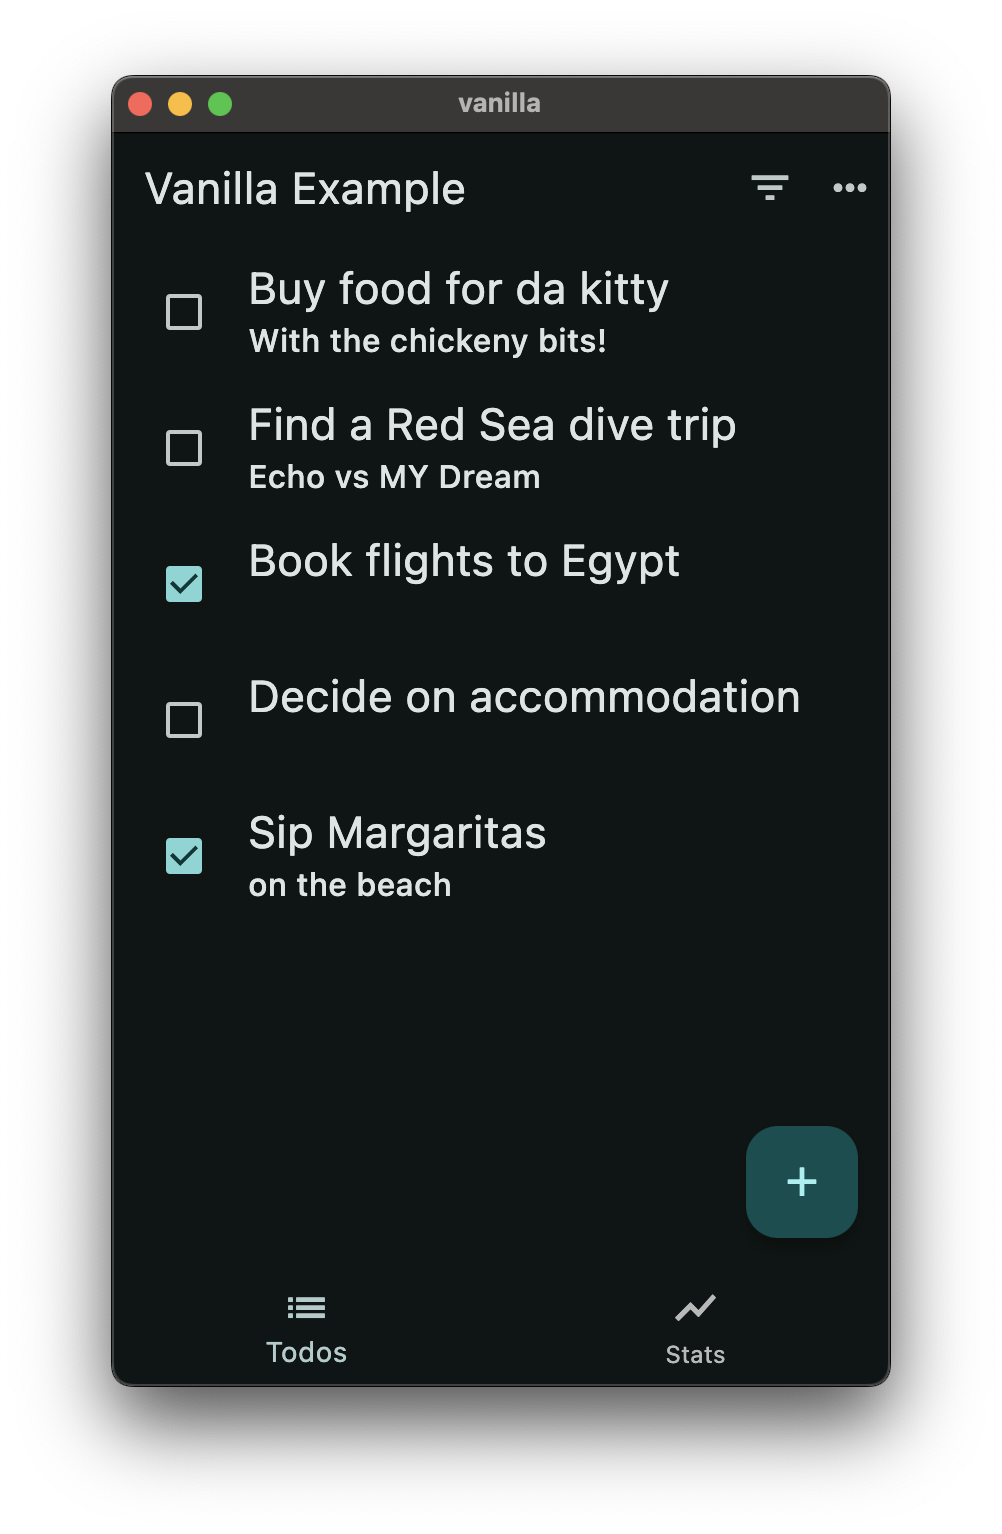 vanilla
Vanilla Example
Buy food for da kitty
With the chickeny bits!
Find a Red Sea dive trip
Echo vs MY Dream
Book flights to Egypt
Decide on accommodation
Sip Margaritas
on the beach
Todos
Stats